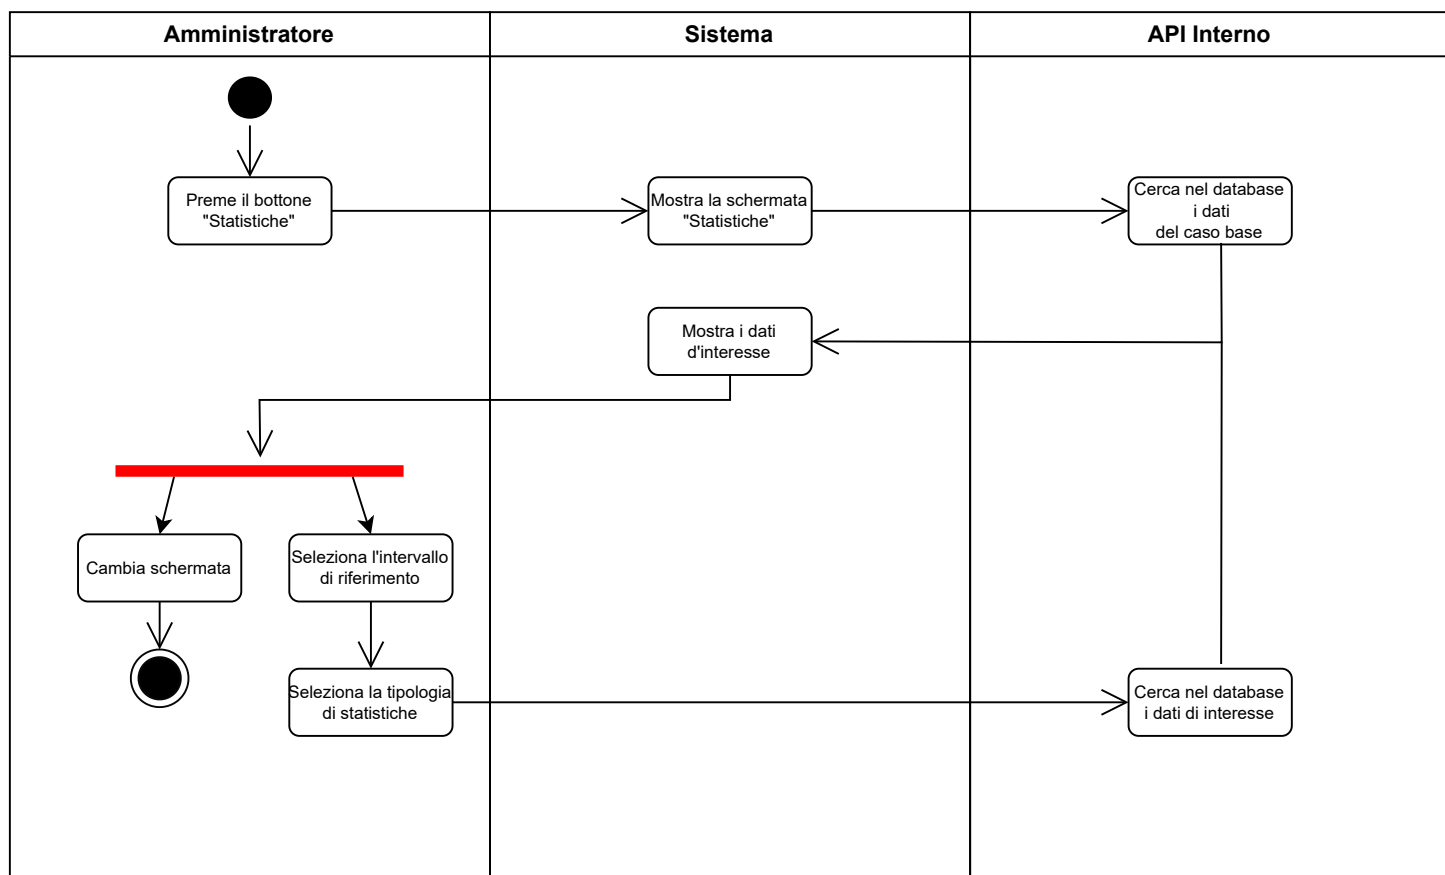 Amministratore
Sistema
API Interno
Preme il bottone
"Statistiche"
Mostra la schermata
"Statistiche"
Cerca nel database
i dati
del caso base
Mostra i dati
d'interesse
Cambia schermata
Seleziona l'intervallo
di riferimento
Seleziona la tipologia
di statistiche
Cerca nel database
i dati di interesse